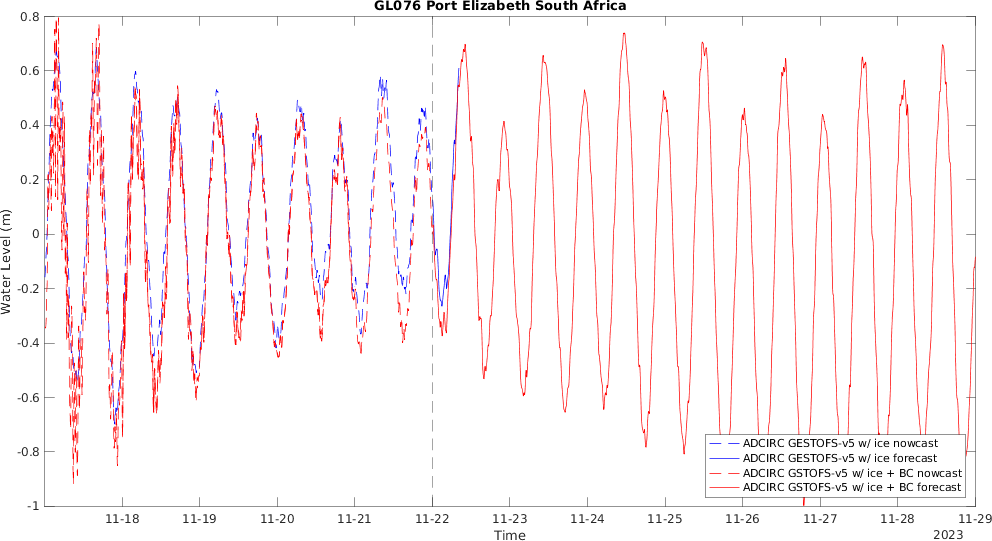 GL076 Port Elizabeth South Africa
Water Level (m)
0.8
0.6
0.4
0.2
0
-0.2
-0.4
-0.6
-0.8
-1
ADCIRC GESTOFS-v5 w/ ice nowcast
ADCIRC GESTOFS-v5 w/ ice forecast
ADCIRC GSTOFS-v5 w/ ice + BC nowcast
ADCIRC GSTOFS-v5 w/ ice + BC forecast
11-18 11-19 11-20 11-21 11-22 11-23 11-24 11-25 11-26 11-27 11-28 11-29
Time
2023